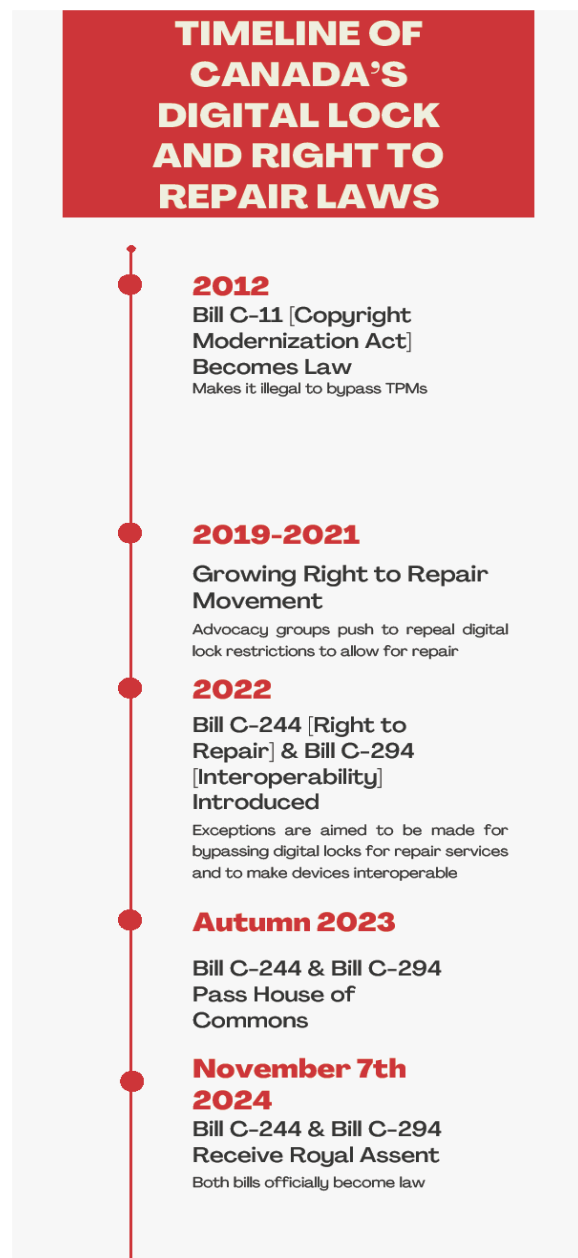 TIMELINE OF
CANADA'S
DIGITAL LOCK
AND RIGHT TO
REPAIR LAWS
2012
Bill C-11 [Copyright
Modernization Act]
Becomes Law
Makes it illegal to bypass TPMs
2019-2021
Growing Right to Repair
Movement
Advocacy groups push to repeal digital
lock restrictions to allow for repair
2022
Bill C-244 [Right to
Repair] & Bill C-294
[Interoperability]
Introduced
Exceptions are aimed to be made for
bypassing digital locks for repair services
and to make devices interoperable
Autumn 2023
Bill C-244 & Bill C-294
Pass House of
Commons
November 7th
2024
Bill C-244 & Bill C-294
Receive Royal Assent
Both bills officially become law